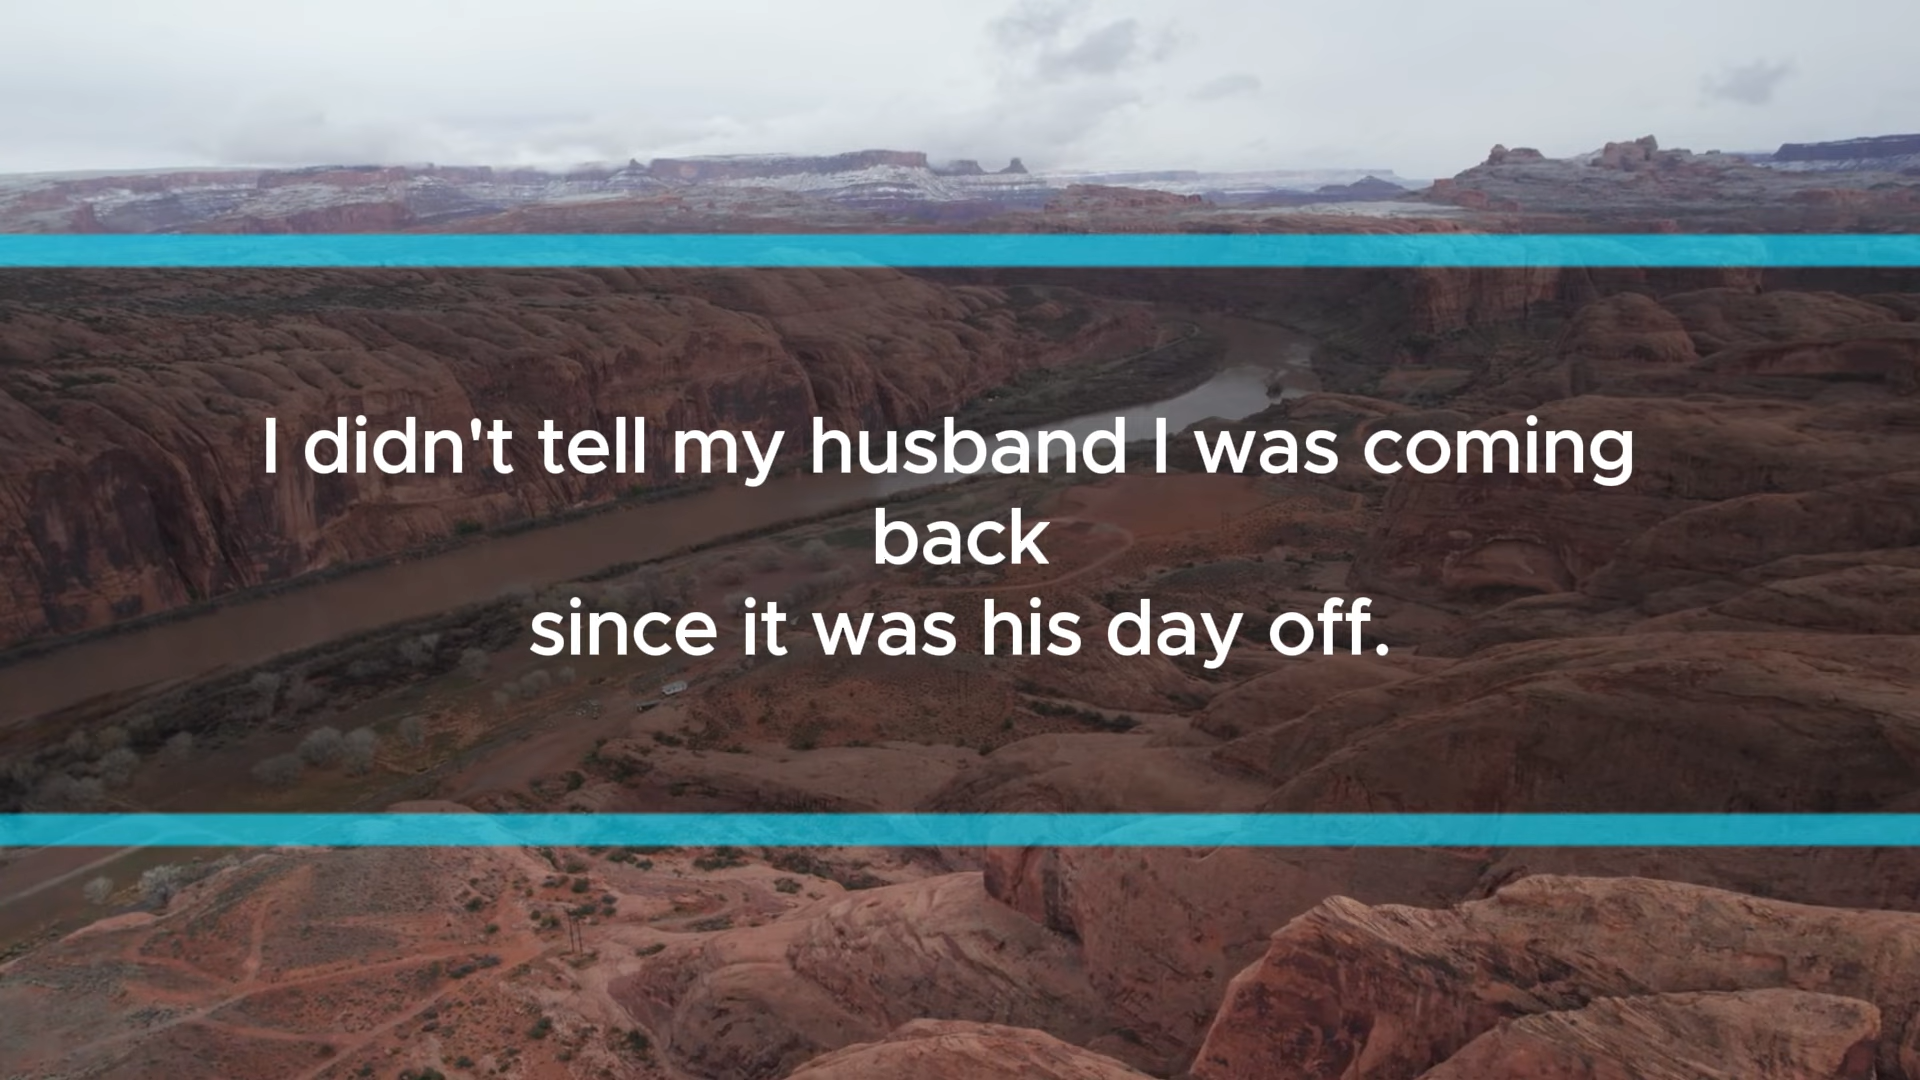 I didn't tell my husband I was coming
back
since it was his day off.